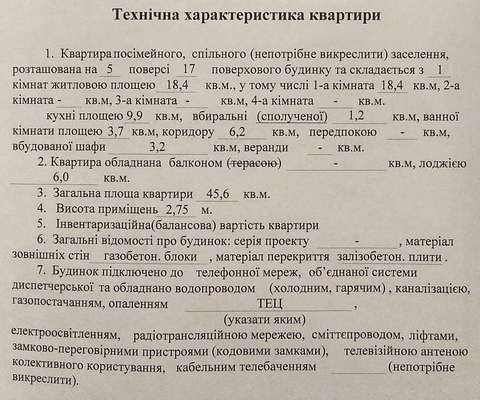 Технічна характеристика квартири
1. Квартира посімейного, спільного (непотрібне викреслити) заселення,
розташована на 5 поверсі 17 поверхового будинку та складається з 1
кімнат житловою площею 18,4 кв.м., у тому числі 1-а кімната 18,4 кв.м, 2-а
кімната - кв.м, 3-а кімната - кв.м, 4-а кімната - кв.м.
кухні площею 9,9 кв.м, вбиральні (сполученої) 1,2 кв.м, ванної
кімнати площею 3,7 кв.м, коридору 6,2 кв.м, передпокою - кв.м,
вбудованої шафи 3,2 кв.м, веранди - кв.м.
2. Квартира обладнана балконом (терасою) - кв.м, лоджією
6,0 кв.м.
3. Загальна площа квартири 45,6 кв.м.
4. Висота приміщень 2,75 м.
5. Інвентаризаційна(балансова) вартість квартири
6. Загальні відомості про будинок: серія проекту - , матеріал
зовнішніх стін газобетон. блоки , матеріал перекриття залізобетон. плити .
7. Будинок підключено до телефонної мереж, об'єднаної системи
диспетчерської та обладнано водопроводом (холодним, гарячим) , каналізацією,
газопостачанням, опаленням ТЕЦ ,
(указати яким)
електроосвітленням, радіотрансляційною мережею, сміттєпроводом, ліфтами,
замково-переговірними пристроями (кодовими замками), телевізійною антеною
колективного користування, кабельним телебаченням (непотрібне
викреслити).